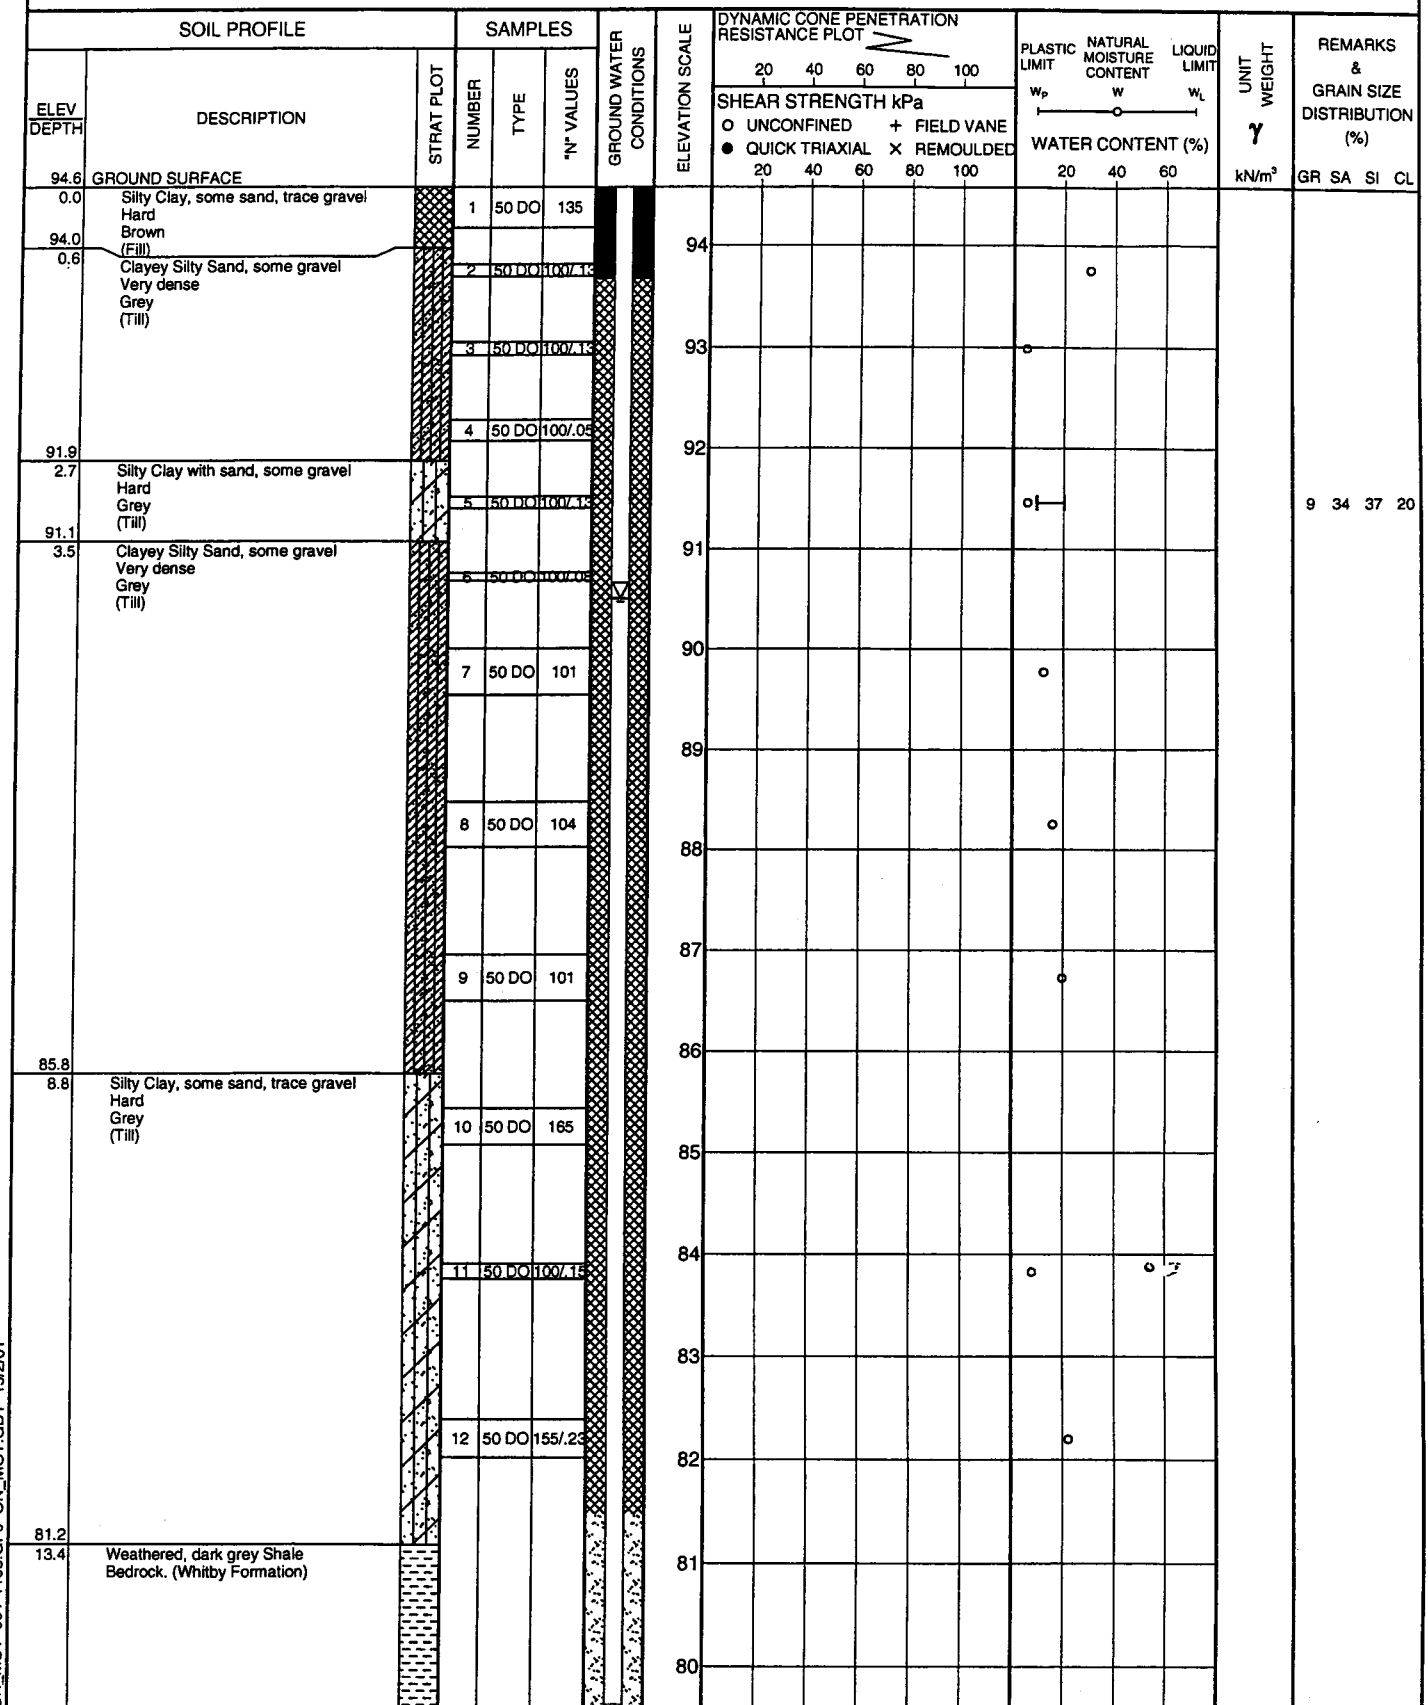 SOIL PROFILE
SAMPLES
GROUND WATER CONDITIONS
ELEVATION SCALE
DYNAMIC CONE PENETRATION
RESISTANCE PLOT
20 40 60 80 100
SHEAR STRENGTH kPa
O UNCONFINED + FIELD VANE
● QUICK TRIAXIAL × REMOULDED
20 40 60 80 100
PLASTIC LIMIT
NATURAL MOISTURE CONTENT
LIQUID LIMIT
WP W WL
WATER CONTENT (%)
20 40 60
UNIT WEIGHT
γ
kN/m³
REMARKS
&
GRAIN SIZE
DISTRIBUTION
(%)
GR SA SI CL
ELEV
DEPTH
DESCRIPTION
STRAT PLOT
NUMBER
TYPE
"N" VALUES
94.6 GROUND SURFACE
0.0 Silty Clay, some sand, trace gravel
Hard
Brown
(Fill)
1 50 DO 135
94.0
0.6 Clayey Silty Sand, some gravel
Very dense
Grey
(Till)
94
2 50 DO 100/.13
3 50 DO 100/.13
93
4 50 DO 100/.05
92
91.9
2.7 Silty Clay with sand, some gravel
Hard
Grey
(Till)
5 50 DO 100/.13
9 34 37 20
91.1
3.5 Clayey Silty Sand, some gravel
Very dense
Grey
(Till)
91
6 50 DO 100/.08
90
7 50 DO 101
89
8 50 DO 104
88
87
9 50 DO 101
86
85.8
8.8 Silty Clay, some sand, trace gravel
Hard
Grey
(Till)
10 50 DO 165
85
84
11 50 DO 100/.15
83
12 50 DO 155/.23
82
81.2
13.4 Weathered, dark grey Shale
Bedrock. (Whitby Formation)
81
80